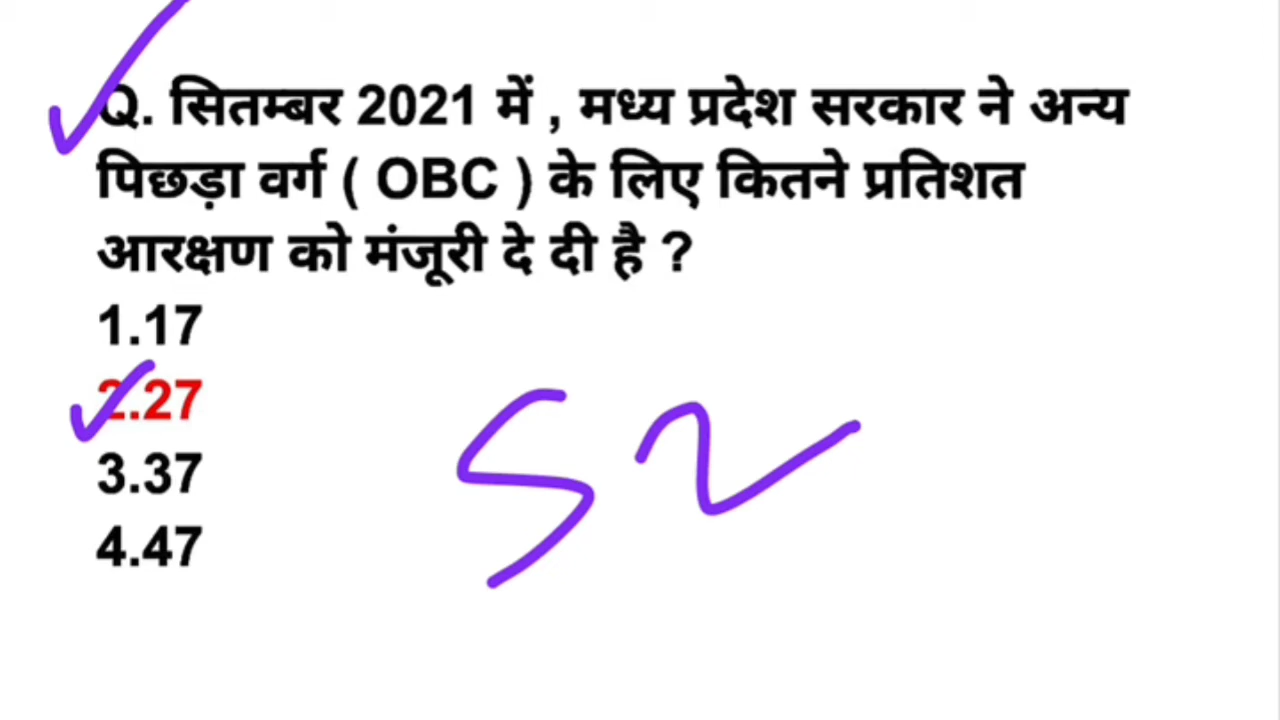 Q. सितम्बर 2021 में , मध्य प्रदेश सरकार ने अन्य
पिछड़ा वर्ग ( OBC ) के लिए कितने प्रतिशत
आरक्षण को मंजूरी दे दी है ?
1.17
2.27
3.37
4.47
52